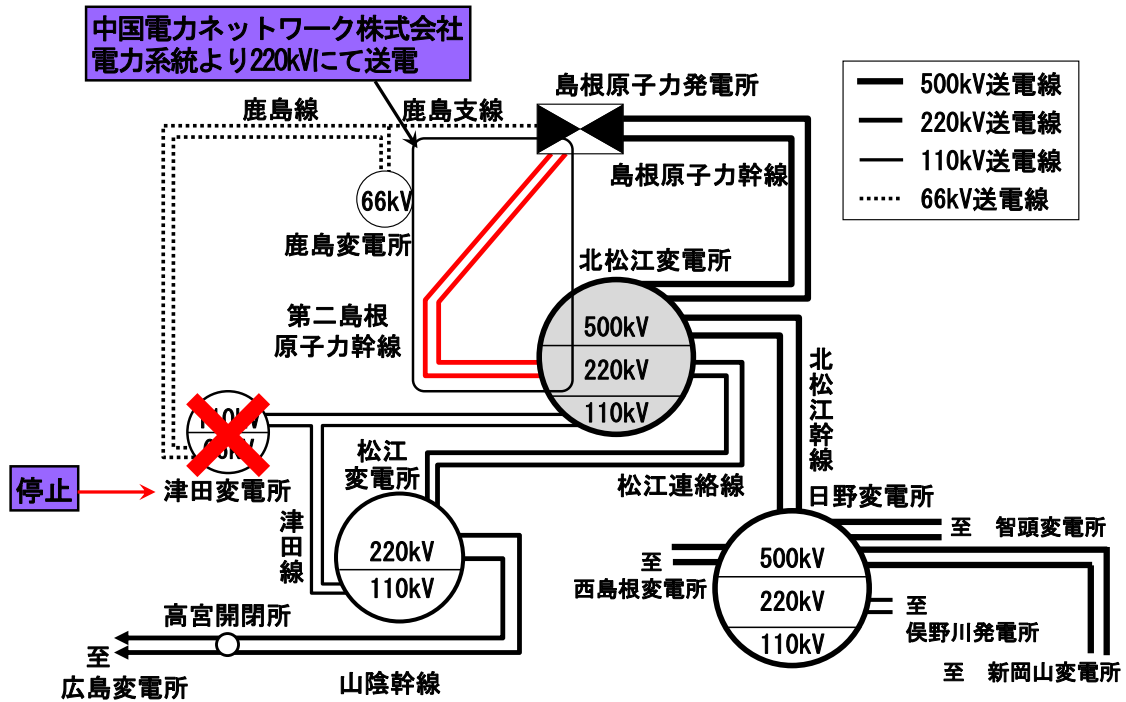 中国電力ネットワーク株式会社
電力系統より220kVにて送電
鹿島線
鹿島支線
島根原子力発電所
500kV送電線
220kV送電線
110kV送電線
66kV送電線
島根原子力幹線
66kV
鹿島変電所
北松江変電所
第二島根
原子力幹線
500kV
220kV
110kV
北松江幹線
110kV
66kV
停止
津田変電所
松江
変電所
松江連絡線
津田線
220kV
110kV
日野変電所
至 智頭変電所
500kV
220kV
110kV
至
西島根変電所
至
俣野川発電所
至 新岡山変電所
高宮開閉所
至
広島変電所
山陰幹線